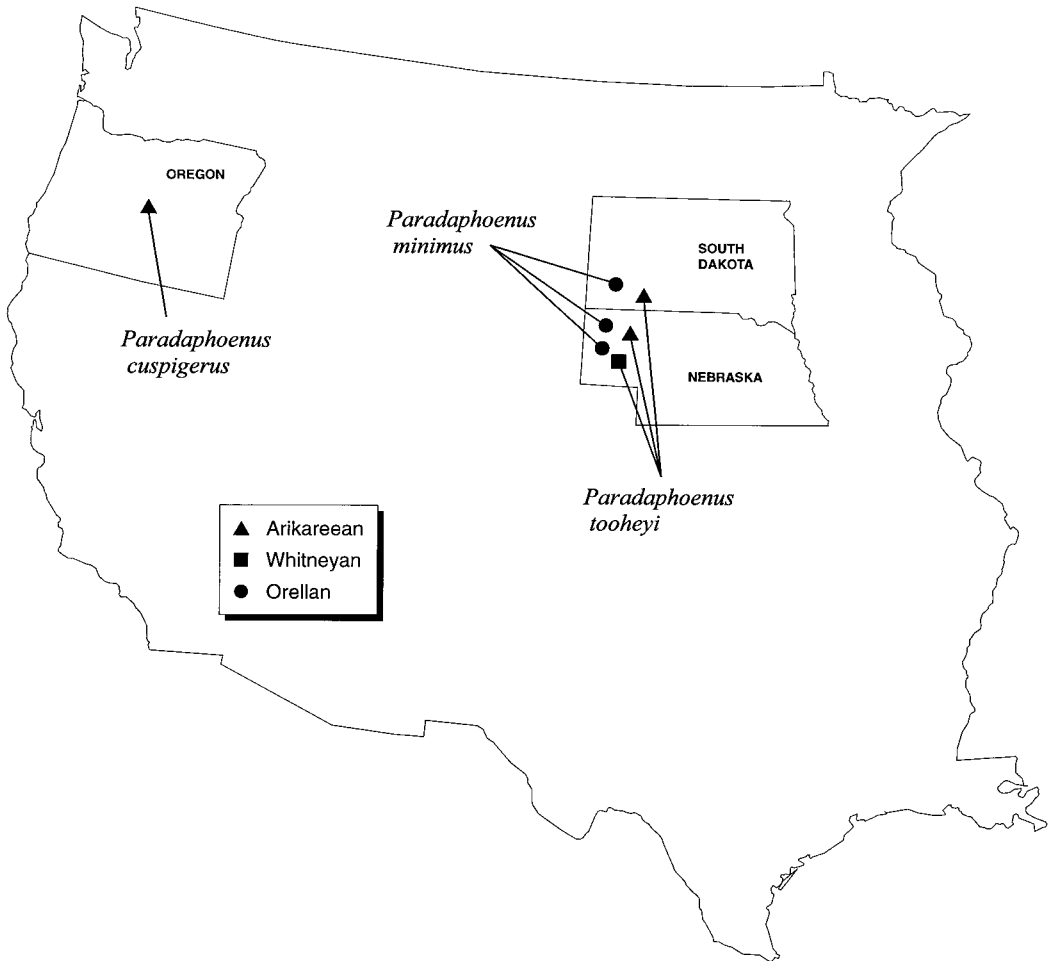 OREGON
Paradaphoenus
minimus
SOUTH
DAKOTA
Paradaphoenus
cuspigerus
NEBRASKA
Paradaphoenus
tooheyi
Arikareean
Whitneyan
Orellan